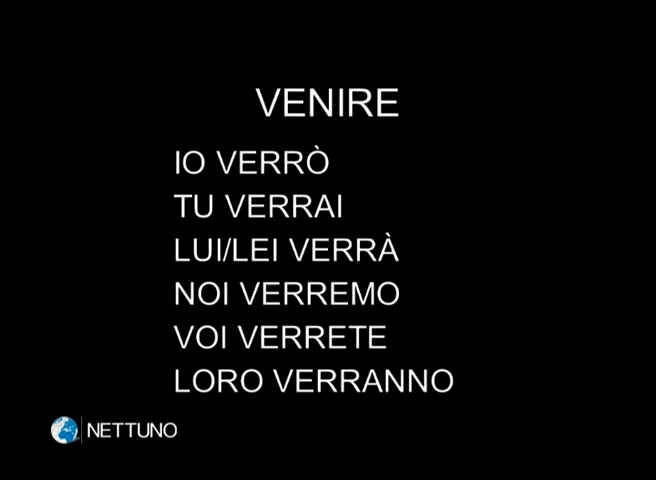 VENIRE
IO VERRÒ
TU VERRAI
LUI/LEI VERRÀ
NOI VERREMO
VOI VERRETE
LORO VERRANNO
NETTUNO